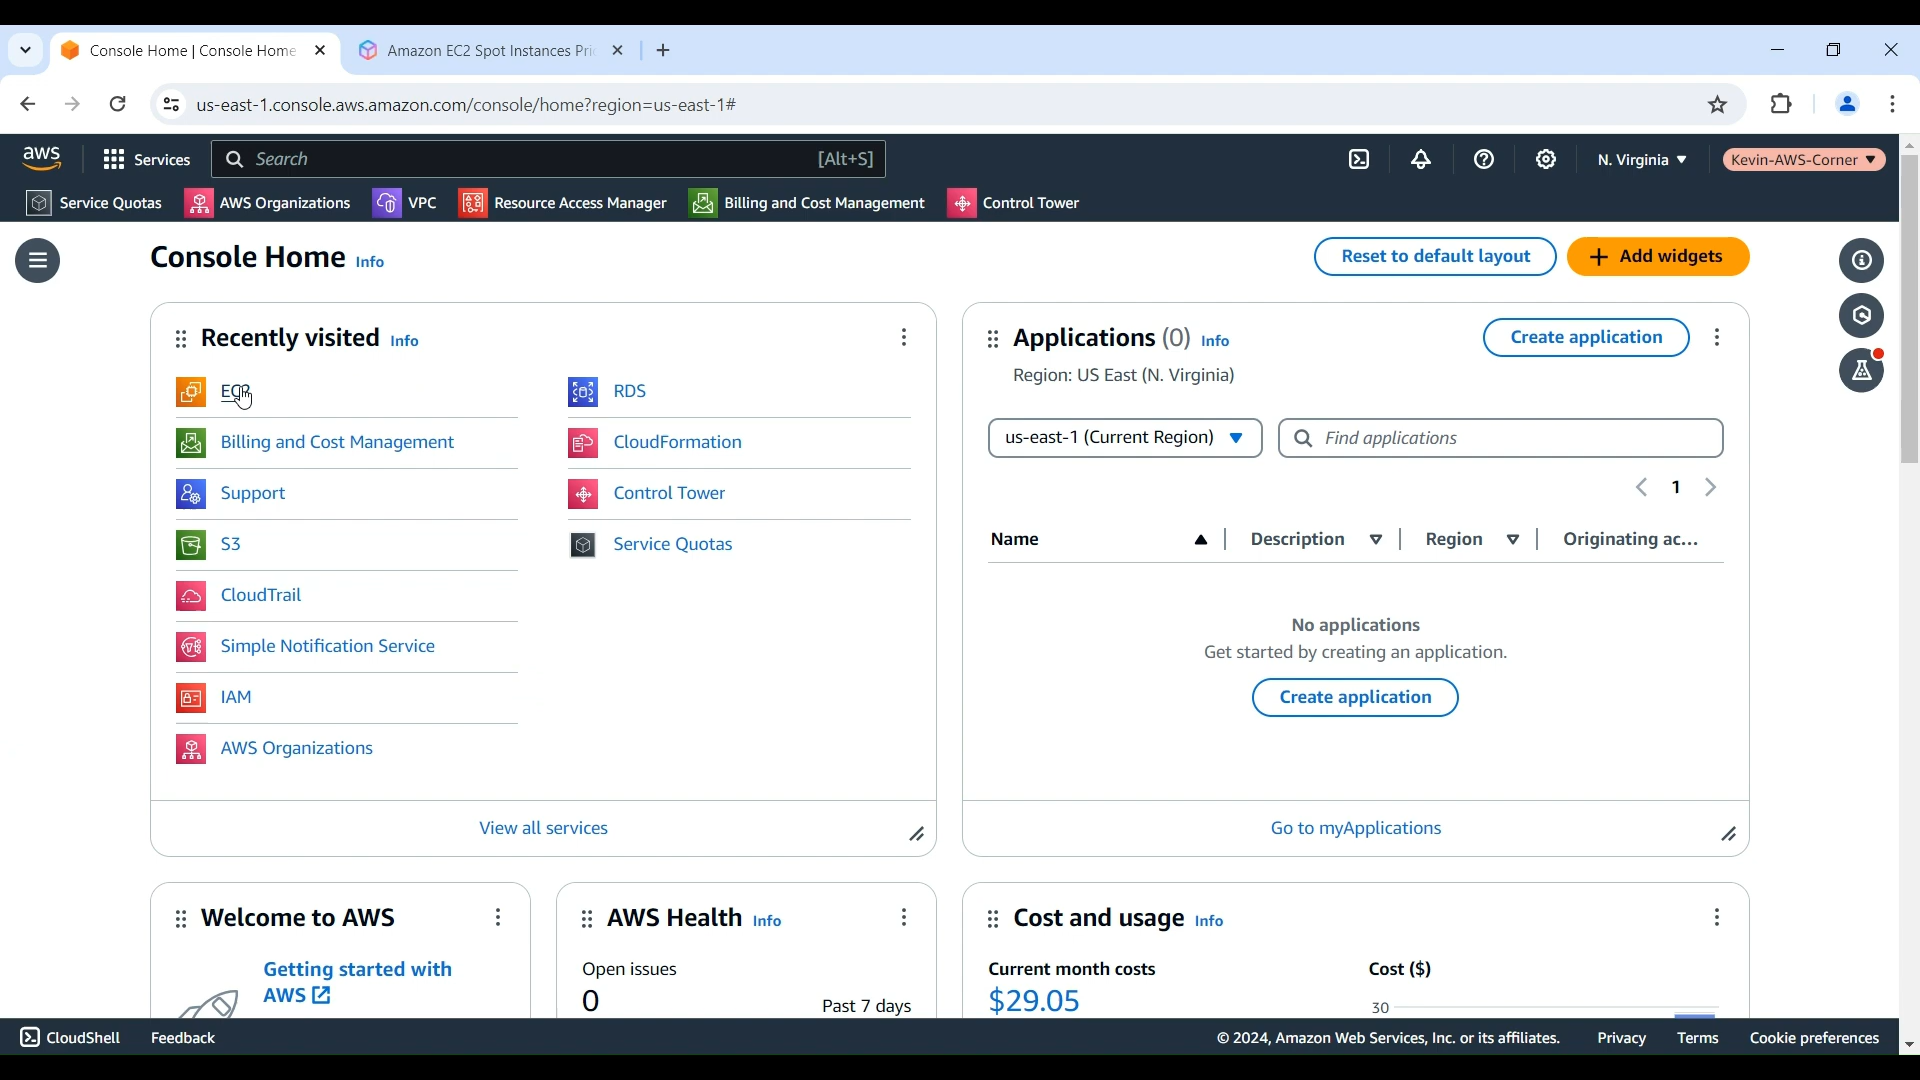 Console Home | Console Home
Amazon EC2 Spot Instances Pri
us-east-1.console.aws.amazon.com/console/home?region=us-east-1#
aws
Services
Search
[Alt+S]
N. Virginia
Kevin-AWS-Corner
Service Quotas
AWS Organizations
VPC
Resource Access Manager
Billing and Cost Management
Control Tower
Console Home Info
Reset to default layout
+ Add widgets
Recently visited Info
EC2
Billing and Cost Management
Support
S3
CloudTrail
Simple Notification Service
IAM
AWS Organizations
RDS
CloudFormation
Control Tower
Service Quotas
View all services
Applications (0) Info
Region: US East (N. Virginia)
Create application
us-east-1 (Current Region)
Find applications
1
Name
Description
Region
Originating ac...
No applications
Get started by creating an application.
Create application
Go to myApplications
Welcome to AWS
Getting started with
AWS
AWS Health Info
Open issues
0
Past 7 days
Cost and usage Info
Current month costs
$29.05
Cost ($)
30
CloudShell
Feedback
© 2024, Amazon Web Services, Inc. or its affiliates.
Privacy
Terms
Cookie preferences